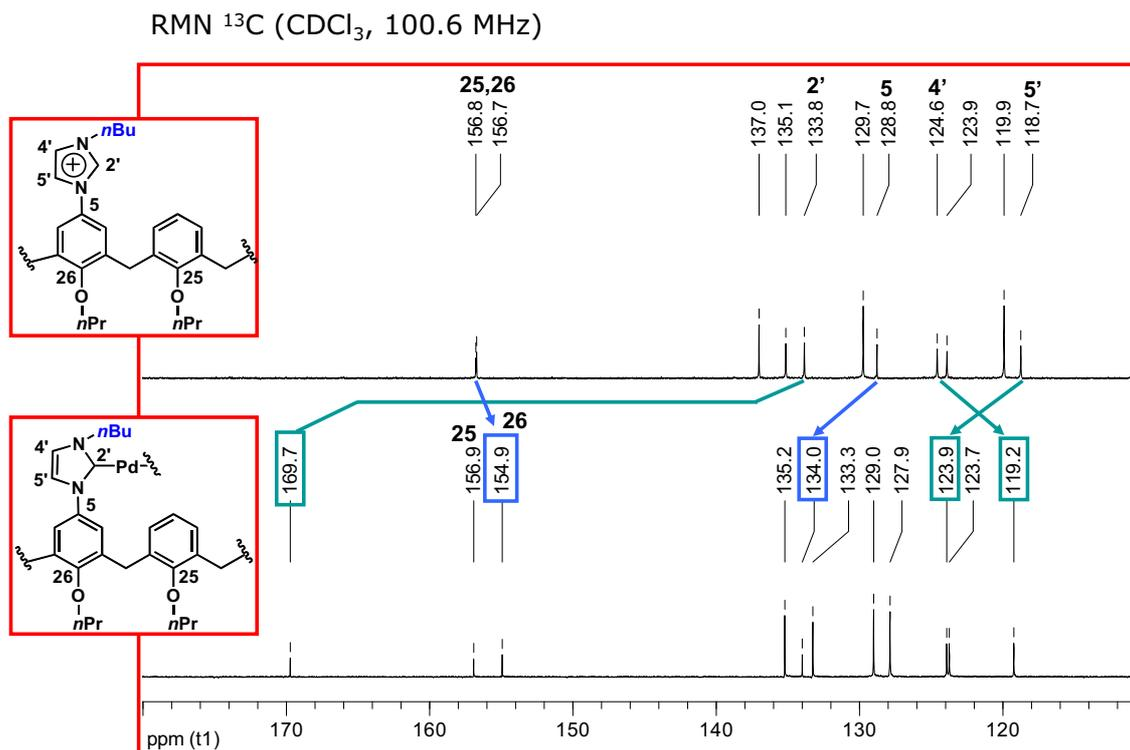 RMN ¹³C (CDCl₃, 100.6 MHz)
25,26
2’
5
4’
5’
156.8
156.7
137.0
135.1
133.8
129.7
128.8
124.6
123.9
119.9
118.7
nBu
4'
N
+
2'
5'
N
5
26
25
O
O
nPr
nPr
25
26
169.7
156.9
154.9
135.2
134.0
133.3
129.0
127.9
123.9
123.7
119.2
nBu
4'
N
2'
Pd
5'
N
5
26
25
O
O
nPr
nPr
170
160
150
140
130
120
ppm (t1)